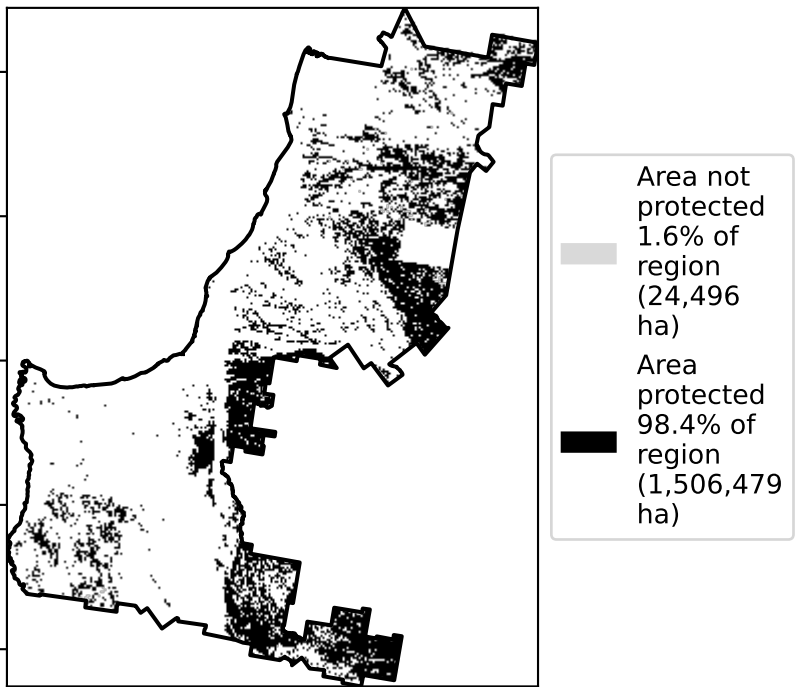 Area not
protected
1.6% of
region
(24,496
ha)
Area
protected
98.4% of
region
(1,506,479
ha)